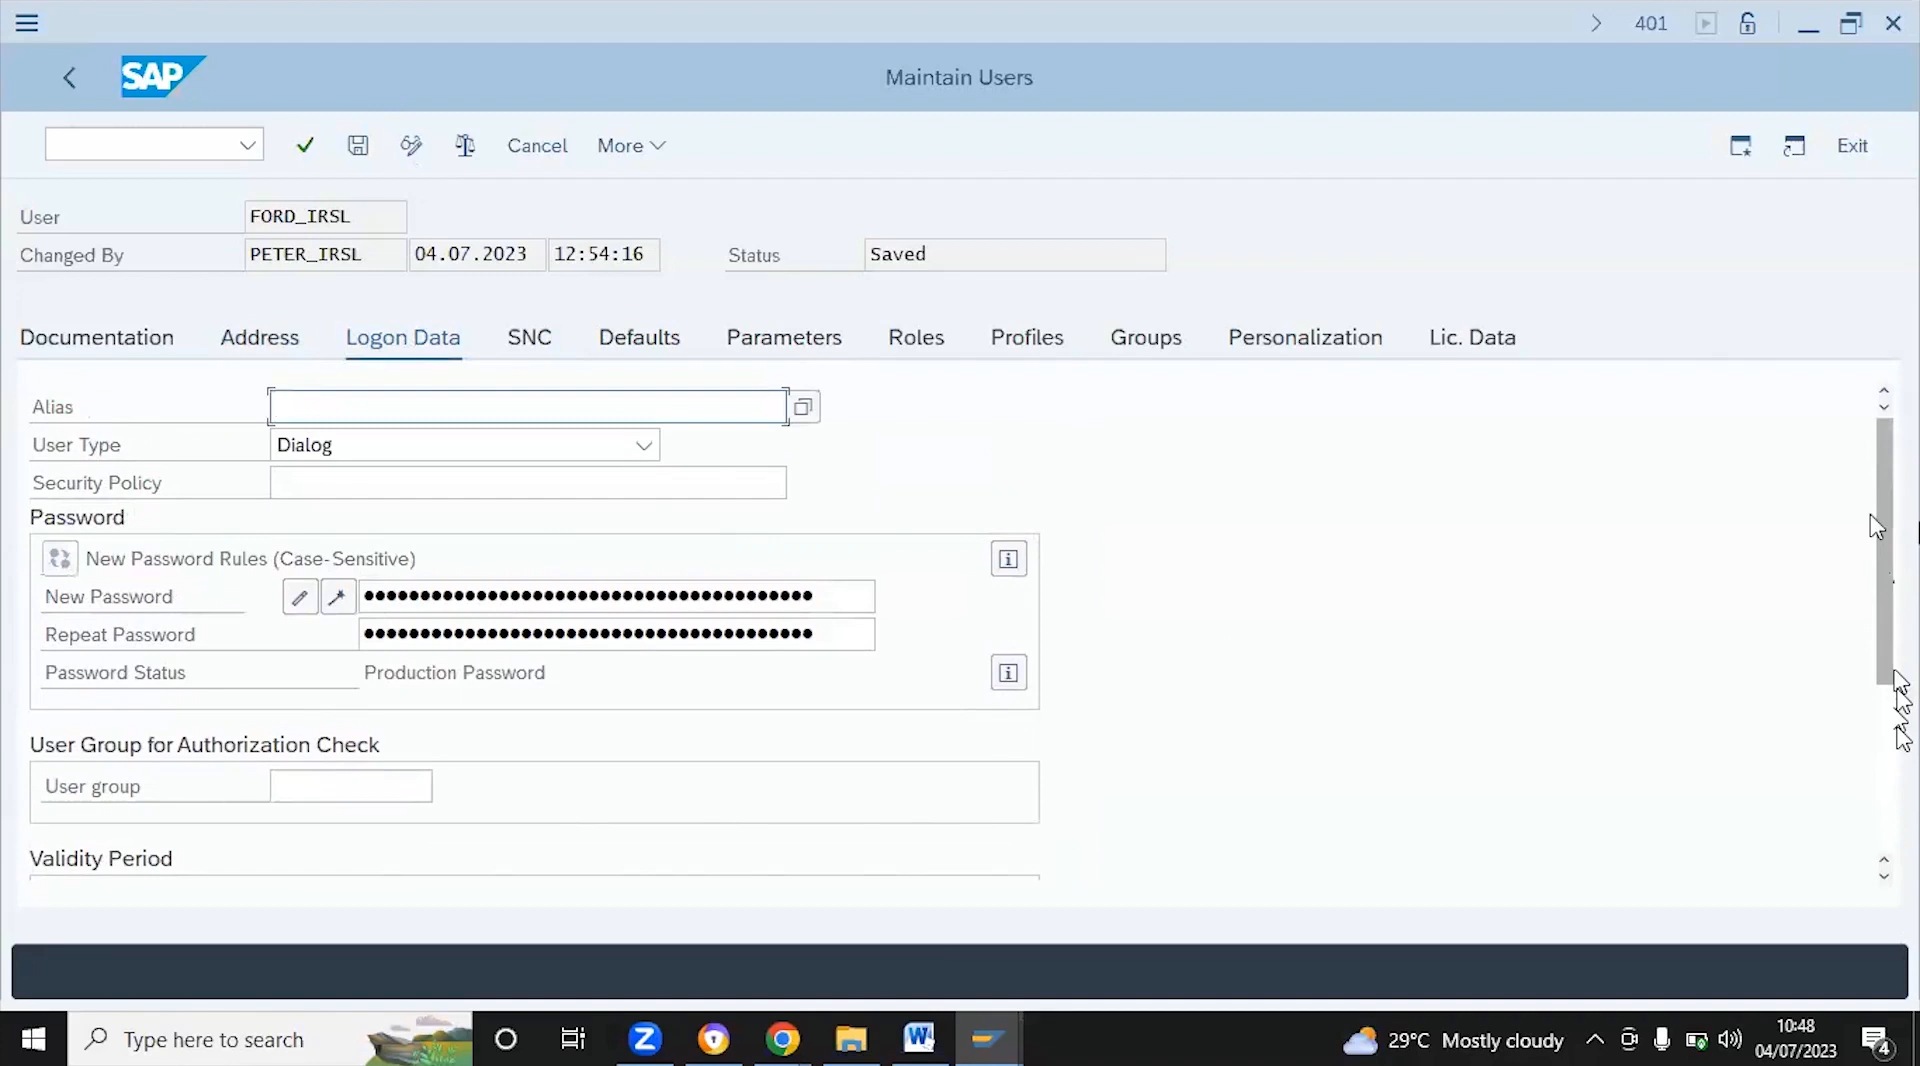 401
SAP
Maintain Users
Cancel More Exit
User FORD_IRSL
Changed By PETER_IRSL 04.07.2023 12:54:16 Status Saved
Documentation Address Logon Data SNC Defaults Parameters Roles Profiles Groups Personalization Lic. Data
Alias
User Type Dialog
Security Policy
Password
New Password Rules (Case-Sensitive)
New Password
Repeat Password
Password Status Production Password
User Group for Authorization Check
User group
Validity Period
Type here to search
29°C Mostly cloudy
10:48
04/07/2023
4